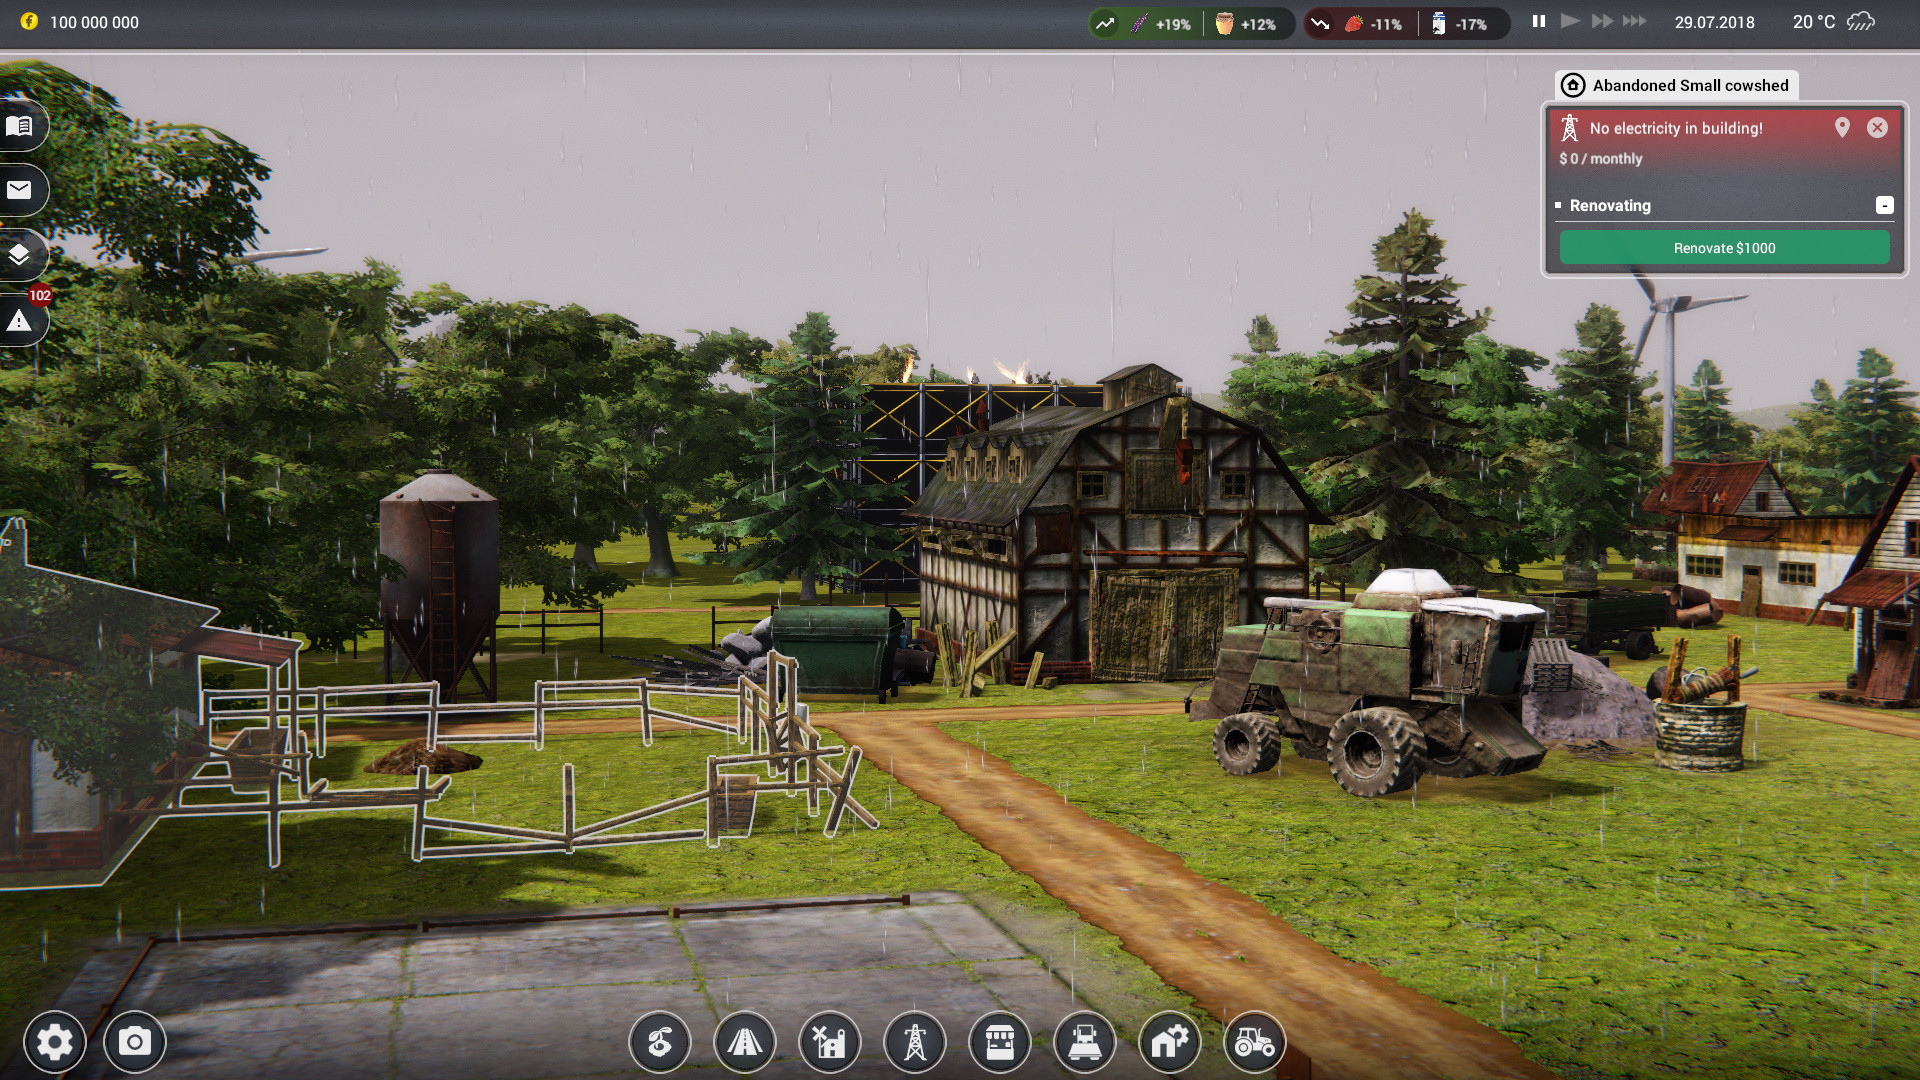 100 000 000
+19%
+12%
-11%
-17%
29.07.2018
20 °C
Abandoned Small cowshed
No electricity in building!
$ 0 / monthly
Renovating
-
Renovate $1000
102